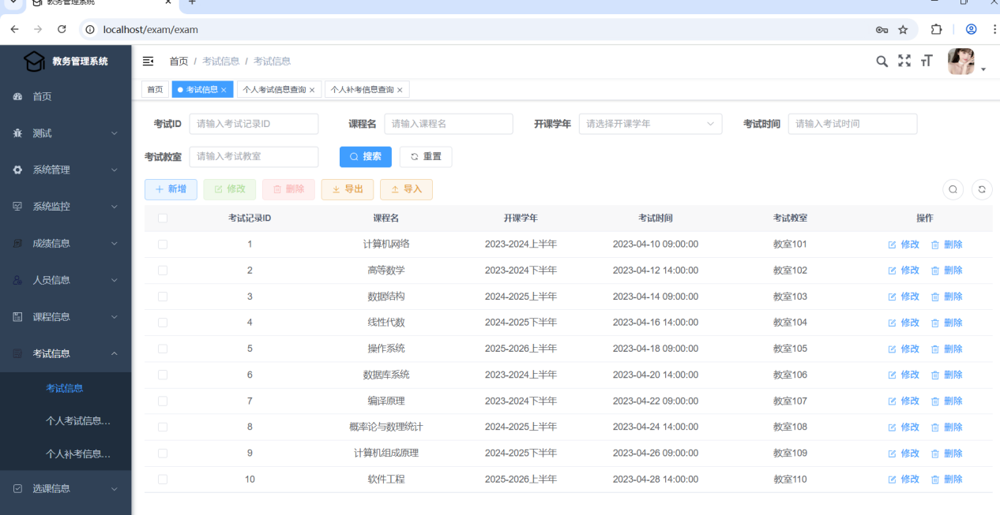 教务管理系统
localhost/exam/exam
教务管理系统
首页 / 考试信息 / 考试信息
首页
考试信息
个人考试信息查询
个人补考信息查询
首页
测试
系统管理
系统监控
成绩信息
人员信息
课程信息
考试信息
考试信息
个人考试信息...
个人补考信息...
选课信息
考试ID 请输入考试记录ID 课程名 请输入课程名 开课学年 请选择开课学年 考试时间 请输入考试时间
考试教室 请输入考试教室 搜索 重置
新增 修改 删除 导出 导入
考试记录ID 课程名 开课学年 考试时间 考试教室 操作
1 计算机网络 2023-2024上半年 2023-04-10 09:00:00 教室101 修改 删除
2 高等数学 2023-2024下半年 2023-04-12 14:00:00 教室102 修改 删除
3 数据结构 2024-2025上半年 2023-04-14 09:00:00 教室103 修改 删除
4 线性代数 2024-2025下半年 2023-04-16 14:00:00 教室104 修改 删除
5 操作系统 2025-2026上半年 2023-04-18 09:00:00 教室105 修改 删除
6 数据库系统 2023-2024上半年 2023-04-20 14:00:00 教室106 修改 删除
7 编译原理 2023-2024下半年 2023-04-22 09:00:00 教室107 修改 删除
8 概率论与数理统计 2024-2025上半年 2023-04-24 14:00:00 教室108 修改 删除
9 计算机组成原理 2024-2025下半年 2023-04-26 09:00:00 教室109 修改 删除
10 软件工程 2025-2026上半年 2023-04-28 14:00:00 教室110 修改 删除